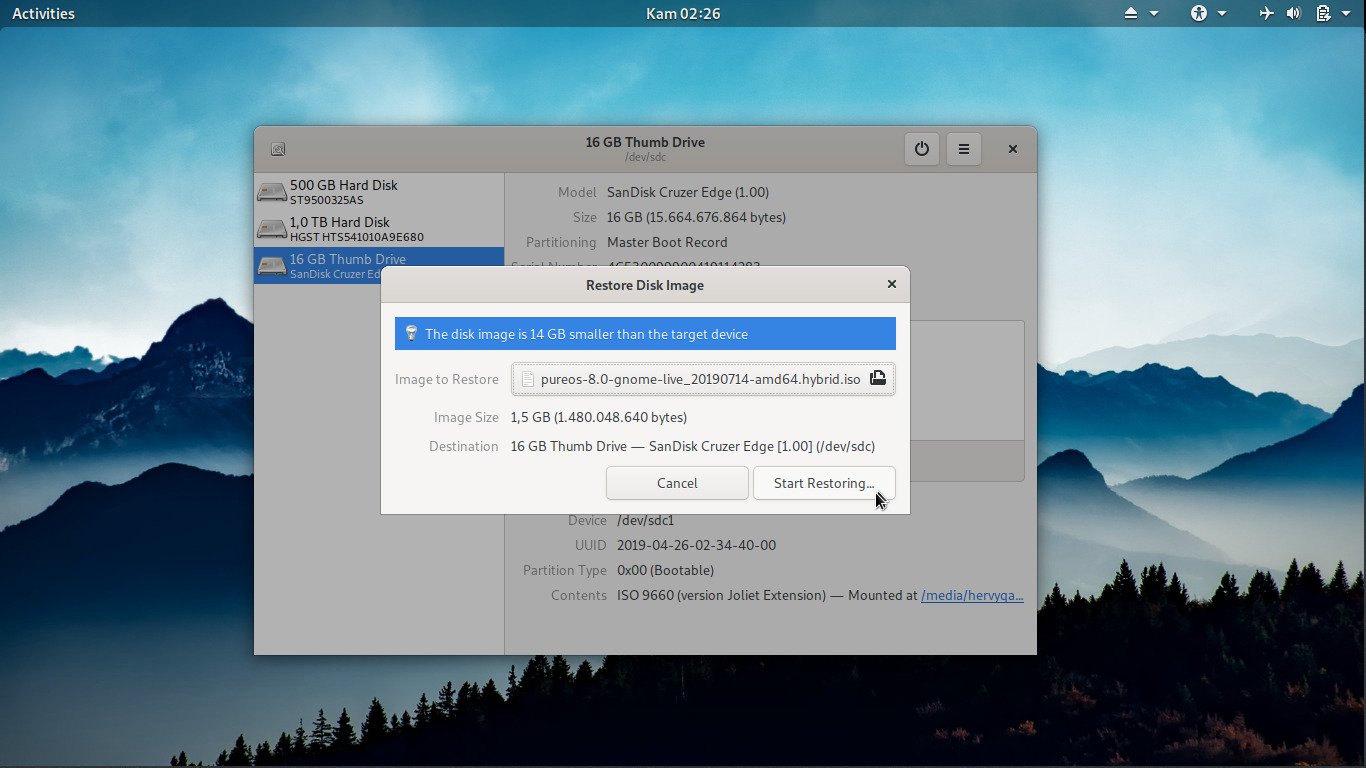 Activities
Kam 02:26
16 GB Thumb Drive
/dev/sdc
500 GB Hard Disk
ST9500325AS
1,0 TB Hard Disk
HGST HTS541010A9E680
16 GB Thumb Drive
SanDisk Cruzer
Model SanDisk Cruzer Edge (1.00)
Size 16 GB (15.664.676.864 bytes)
Partitioning Master Boot Record
Serial Number
Restore Disk Image
The disk image is 14 GB smaller than the target device
Image to Restore pureos-8.0-gnome-live_20190714-amd64.hybrid.iso
Image Size 1,5 GB (1.480.048.640 bytes)
Destination 16 GB Thumb Drive — SanDisk Cruzer Edge [1.00] (/dev/sdc)
Cancel Start Restoring...
Device /dev/sdc1
UUID 2019-04-26-02-34-40-00
Partition Type 0x00 (Bootable)
Contents ISO 9660 (version Joliet Extension) — Mounted at /media/hervyqa...